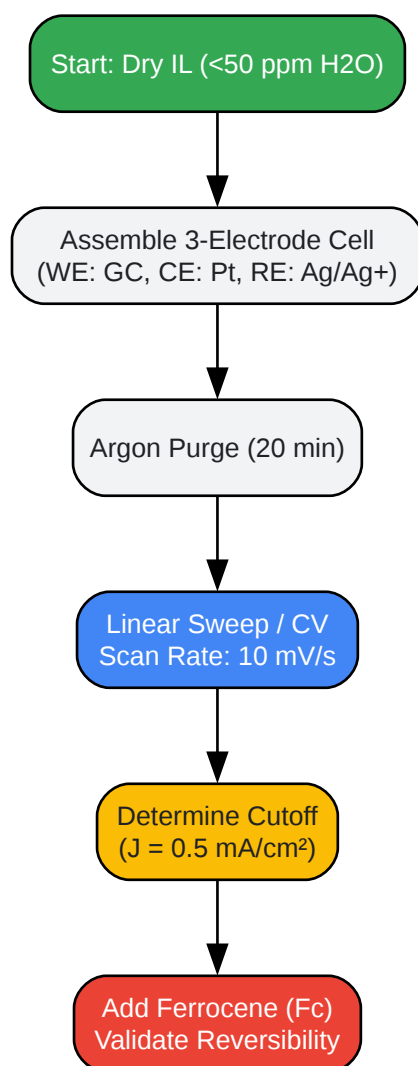 Start: Dry IL (<50 ppm H2O)
Assemble 3-Electrode Cell
(WE: GC, CE: Pt, RE: Ag/Ag+)
Argon Purge (20 min)
Linear Sweep / CV
Scan Rate: 10 mV/s
Determine Cutoff
(J = 0.5 mA/cm²)
Add Ferrocene (Fc)
Validate Reversibility